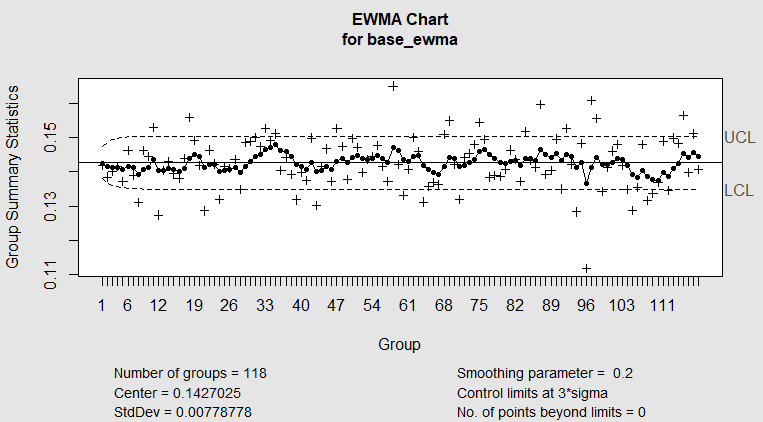 EWMA Chart
for base_ewma
Group Summary Statistics
0.15
0.13
0.11
UCL
LCL
1 6 12 19 26 33 40 47 54 61 68 75 82 89 96 103 111
Group
Number of groups = 118
Center = 0.1427025
StdDev = 0.00778778
Smoothing parameter = 0.2
Control limits at 3*sigma
No. of points beyond limits = 0